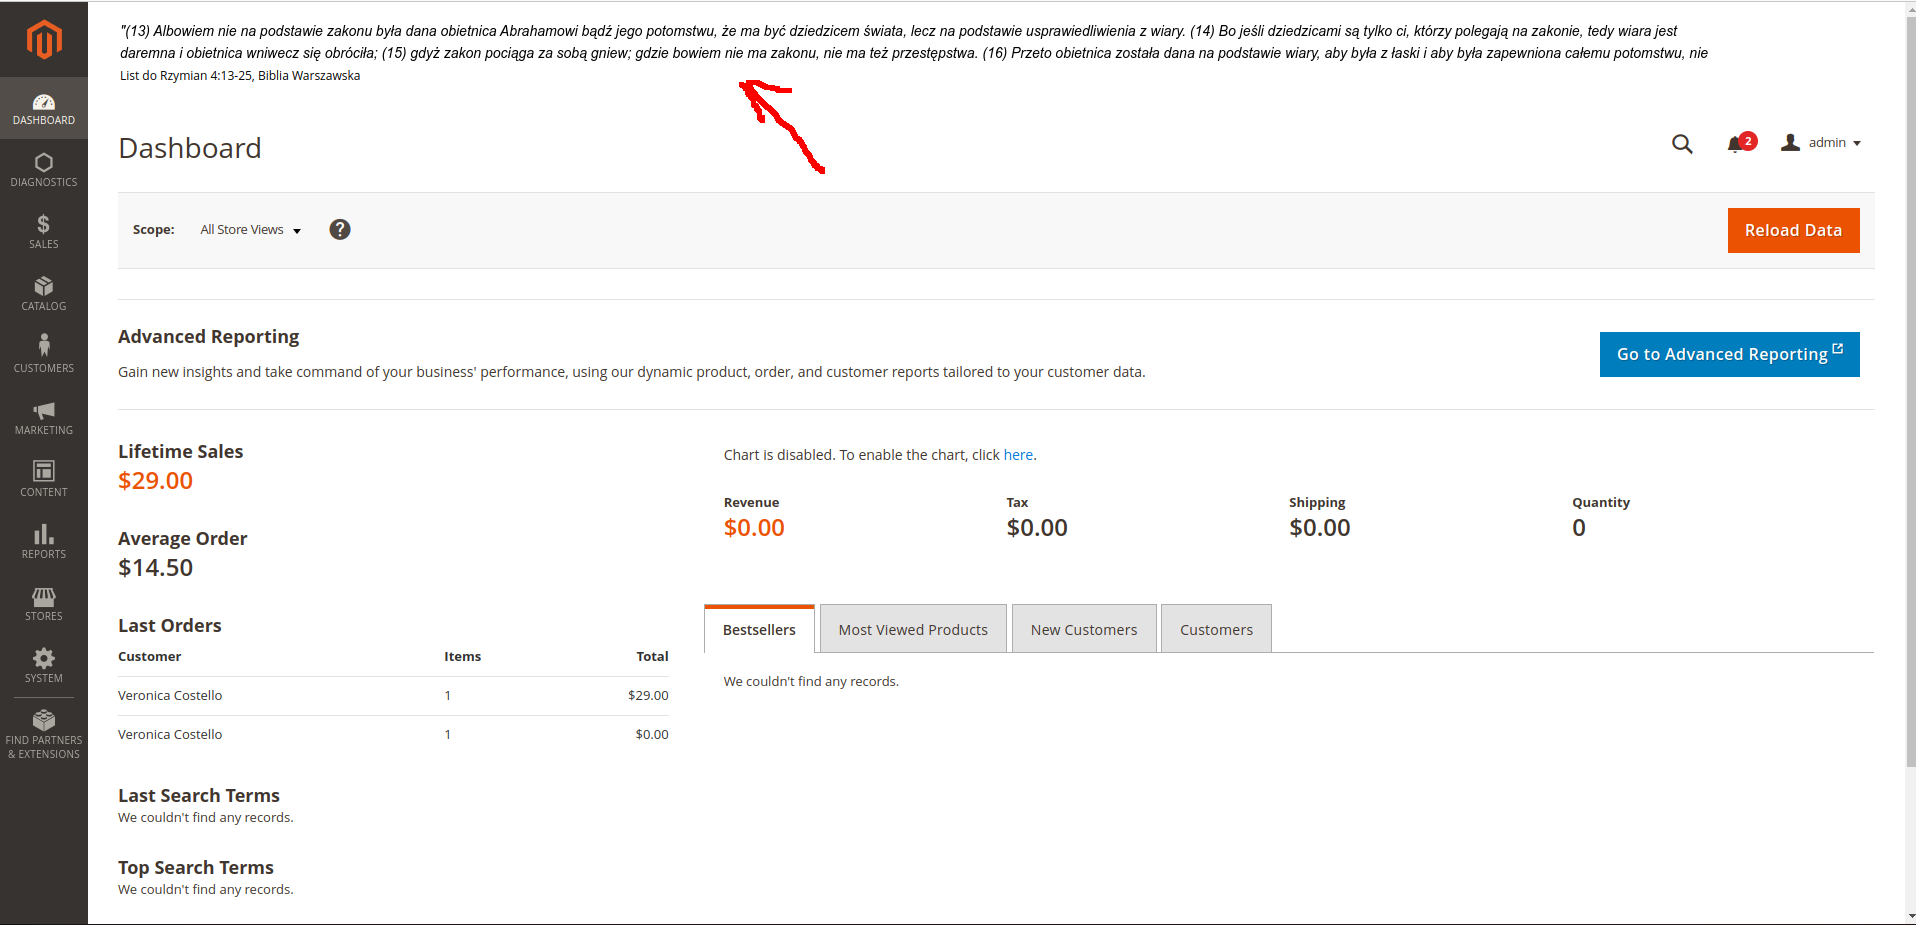 "(13) Albowiem nie na podstawie zakonu była dana obietnica Abrahamowi bądź jego potomstwu, że ma być dziedzicem świata, lecz na podstawie usprawiedliwienia z wiary. (14) Bo jeśli dziedzicami są tylko ci, którzy polegają na zakonie, tedy wiara jest
daremna i obietnica wniwecz się obróciła; (15) gdyż zakon pociąga za sobą gniew; gdzie bowiem nie ma zakonu, nie ma też przestępstwa. (16) Przeto obietnica została dana na podstawie wiary, aby była z łaski i aby była zapewniona całemu potomstwu, nie
List do Rzymian 4:13-25, Biblia Warszawska
DASHBOARD
DIAGNOSTICS
SALES
CATALOG
CUSTOMERS
MARKETING
CONTENT
REPORTS
STORES
SYSTEM
FIND PARTNERS
& EXTENSIONS
Dashboard
2
admin
Scope:
All Store Views
?
Reload Data
Advanced Reporting
Gain new insights and take command of your business' performance, using our dynamic product, order, and customer reports tailored to your customer data.
Go to Advanced Reporting
Lifetime Sales
$29.00
Average Order
$14.50
Last Orders
Customer Items Total
Veronica Costello 1 $29.00
Veronica Costello 1 $0.00
Last Search Terms
We couldn't find any records.
Top Search Terms
We couldn't find any records.
Chart is disabled. To enable the chart, click here.
Revenue Tax Shipping Quantity
$0.00 $0.00 $0.00 0
Bestsellers Most Viewed Products New Customers Customers
We couldn't find any records.